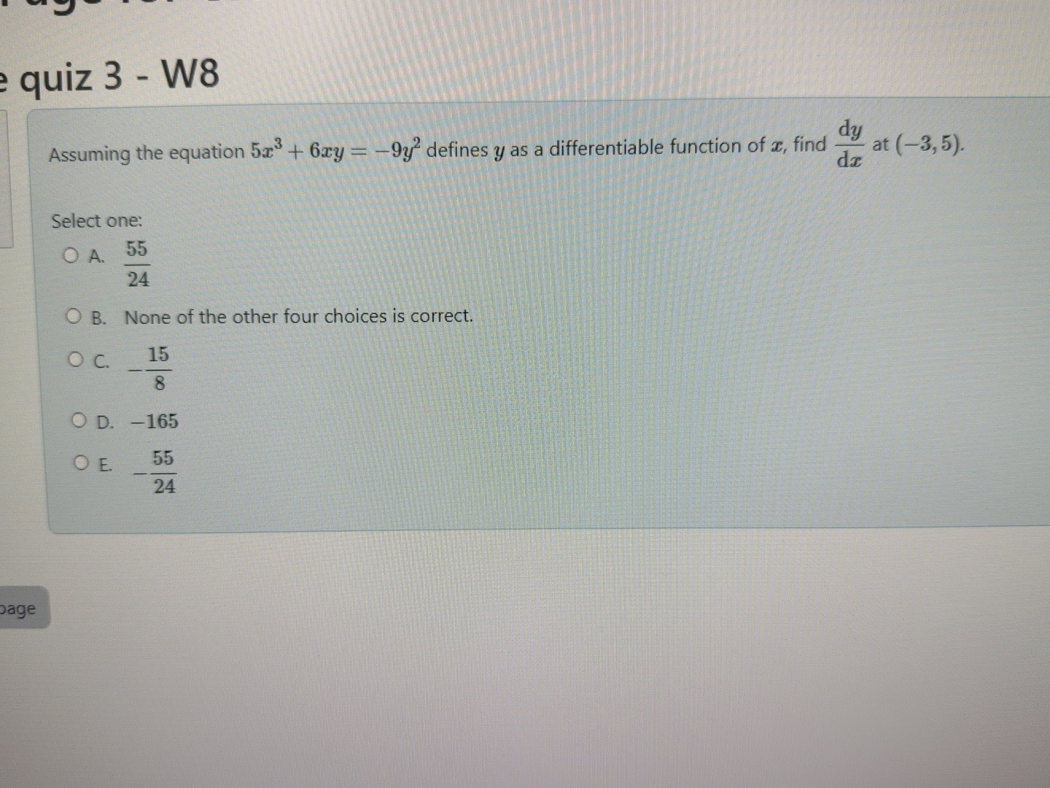 quiz 3 - W8
Assuming the equation 5x³ + 6xy = −9y² defines y as a differentiable function of x, find dy/dx at (−3, 5).
Select one:
A. 55/24
B. None of the other four choices is correct.
C. −15/8
D. −165
E. −55/24
page